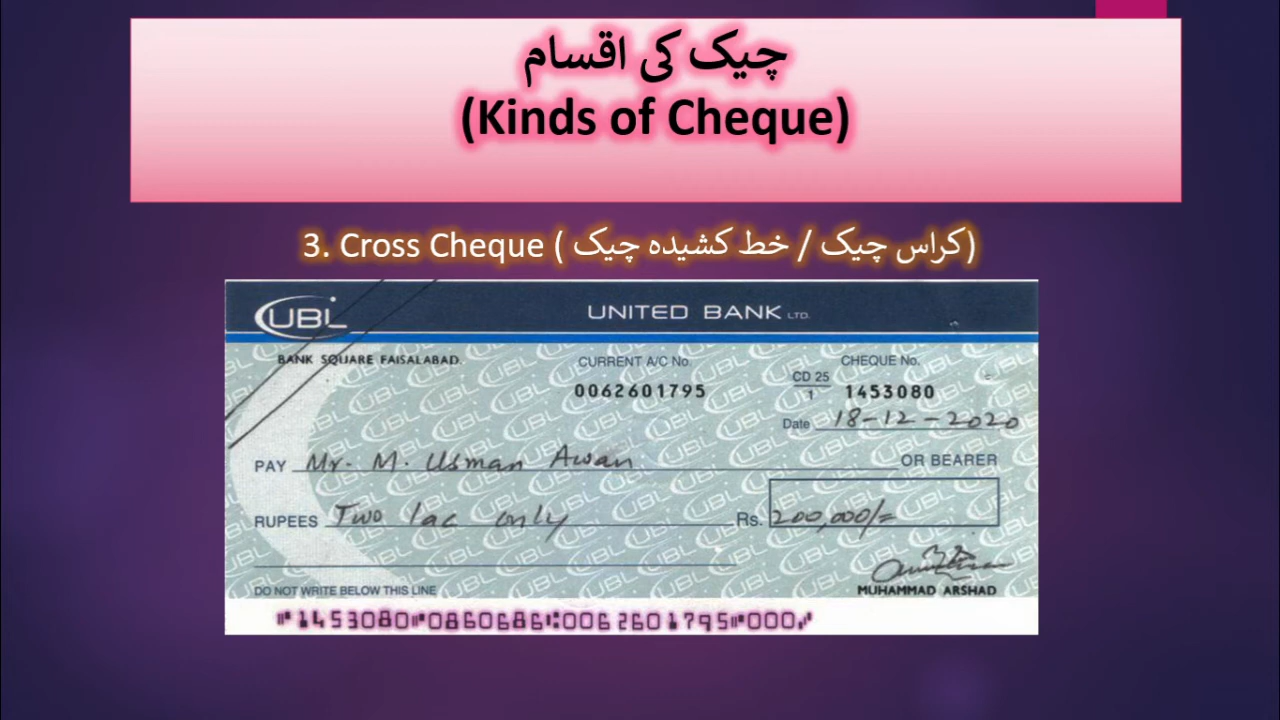 چیک کی اقسام
(Kinds of Cheque)
3. Cross Cheque ( کراس چیک / خط کشیدہ چیک)
UBL UNITED BANK LTD.
BANK SQUARE FAISALABAD.
CURRENT A/C No.
CHEQUE No.
0062601795
CD 25
1
1453080
Date 18-12-2020
PAY Mr. M. Usman Awan OR BEARER
RUPEES Two lac only Rs. 200,000/=
DO NOT WRITE BELOW THIS LINE
MUHAMMAD ARSHAD
⑈1453080⑈0860686⑆0062601795⑈000⑇